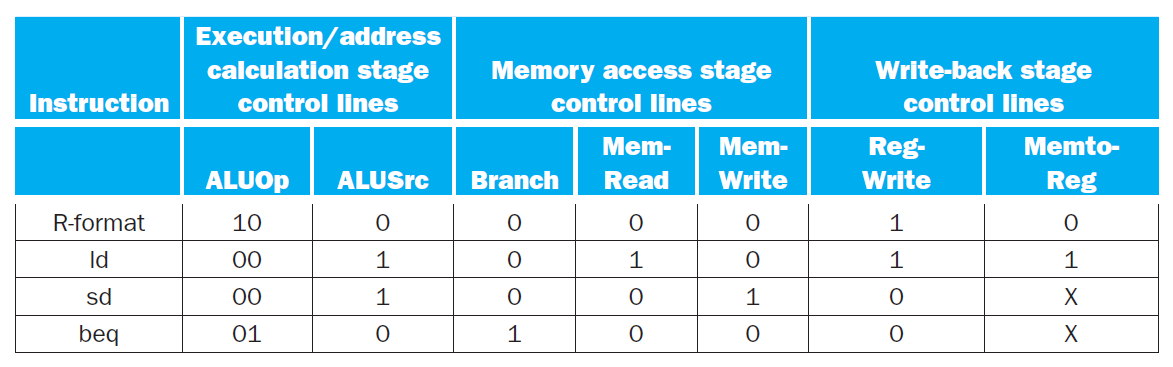 Instruction Execution/address calculation stage control lines Memory access stage control lines Write-back stage control lines
ALUOp ALUSrc Branch Mem-Read Mem-Write Reg-Write Memto-Reg
R-format 10 0 0 0 0 1 0
ld 00 1 0 1 0 1 1
sd 00 1 0 0 1 0 X
beq 01 0 1 0 0 0 X